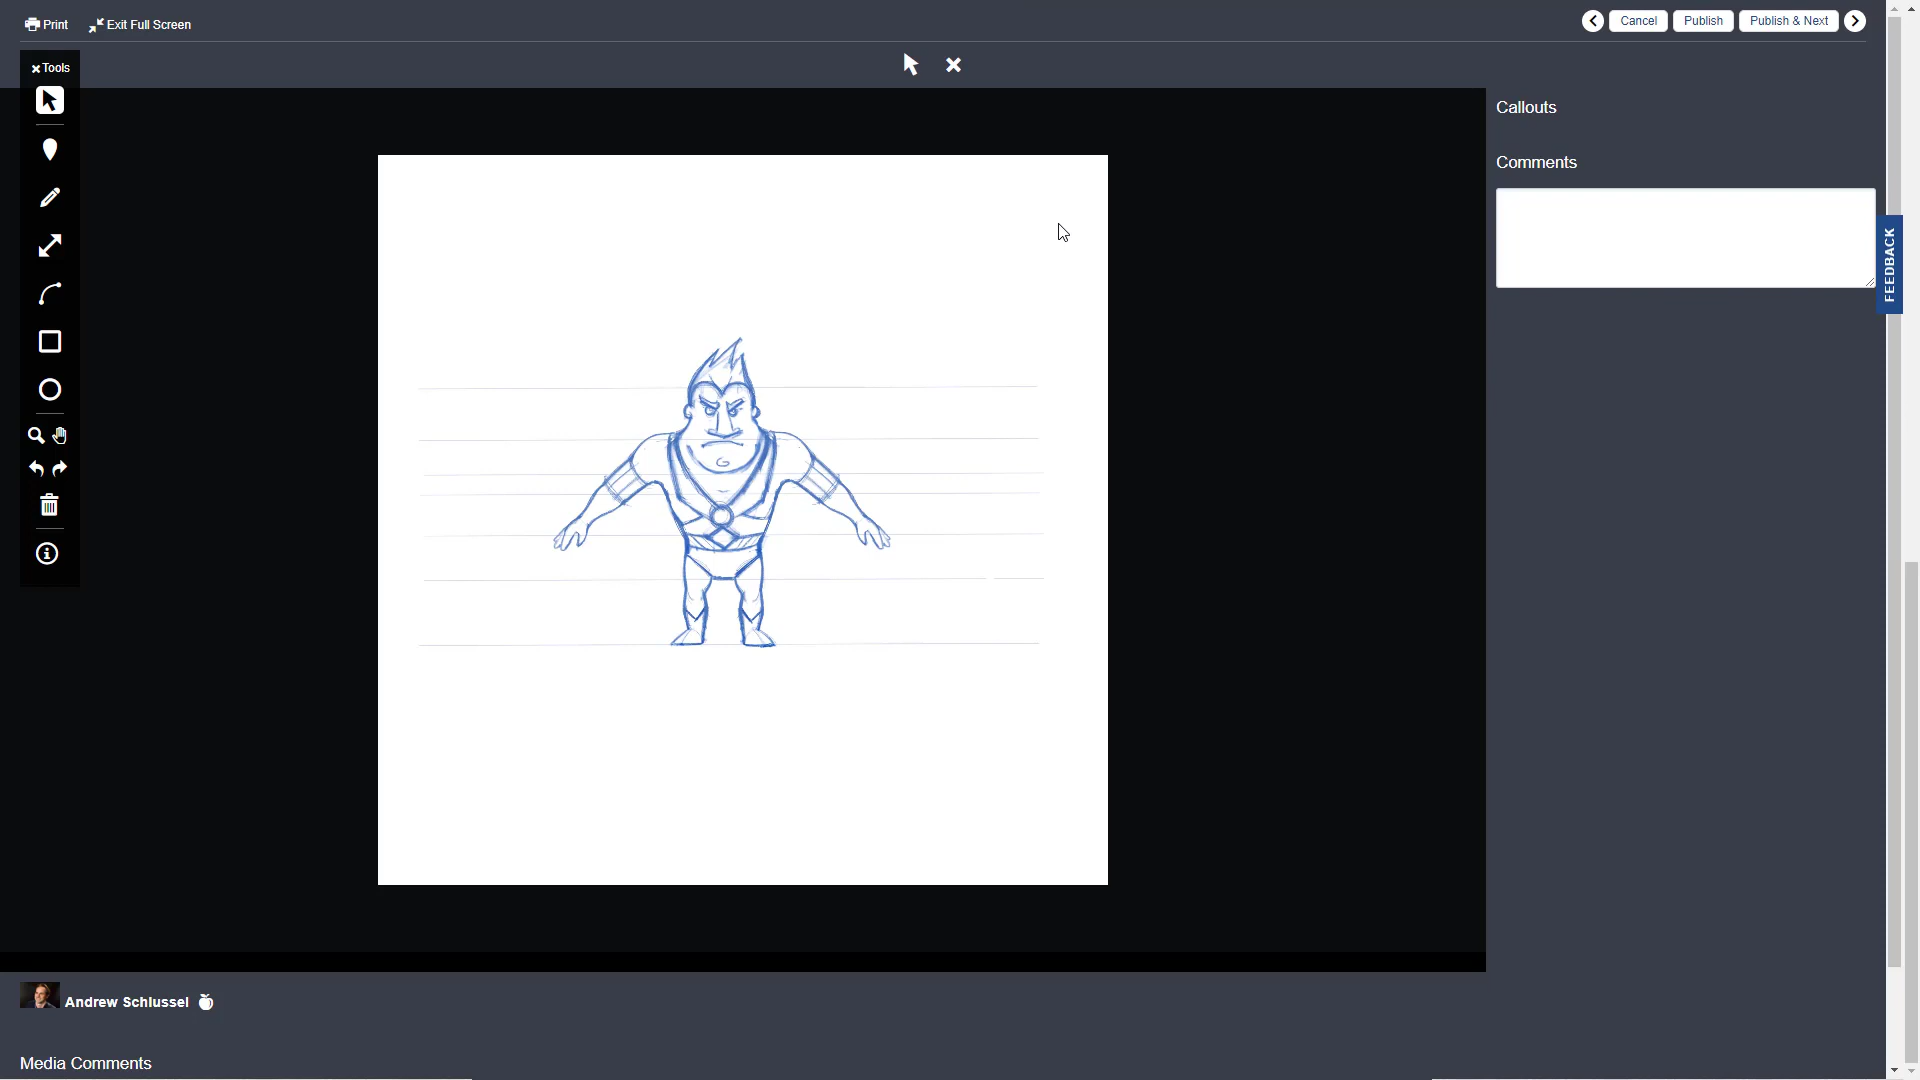 Print
Exit Full Screen
Cancel
Publish
Publish & Next
Tools
Callouts
Comments
FEEDBACK
Andrew Schlussel
Media Comments